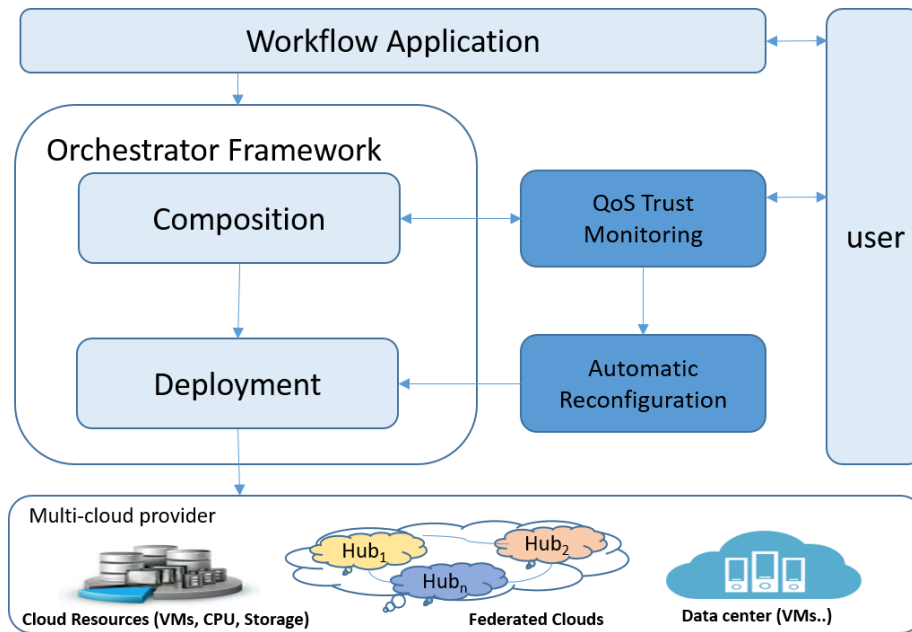 Workflow Application
Orchestrator Framework
Composition
QoS Trust
Monitoring
user
Deployment
Automatic
Reconfiguration
Multi-cloud provider
Hub1
Hub2
Hubn
Cloud Resources (VMs, CPU, Storage)
Federated Clouds
Data center (VMs..)